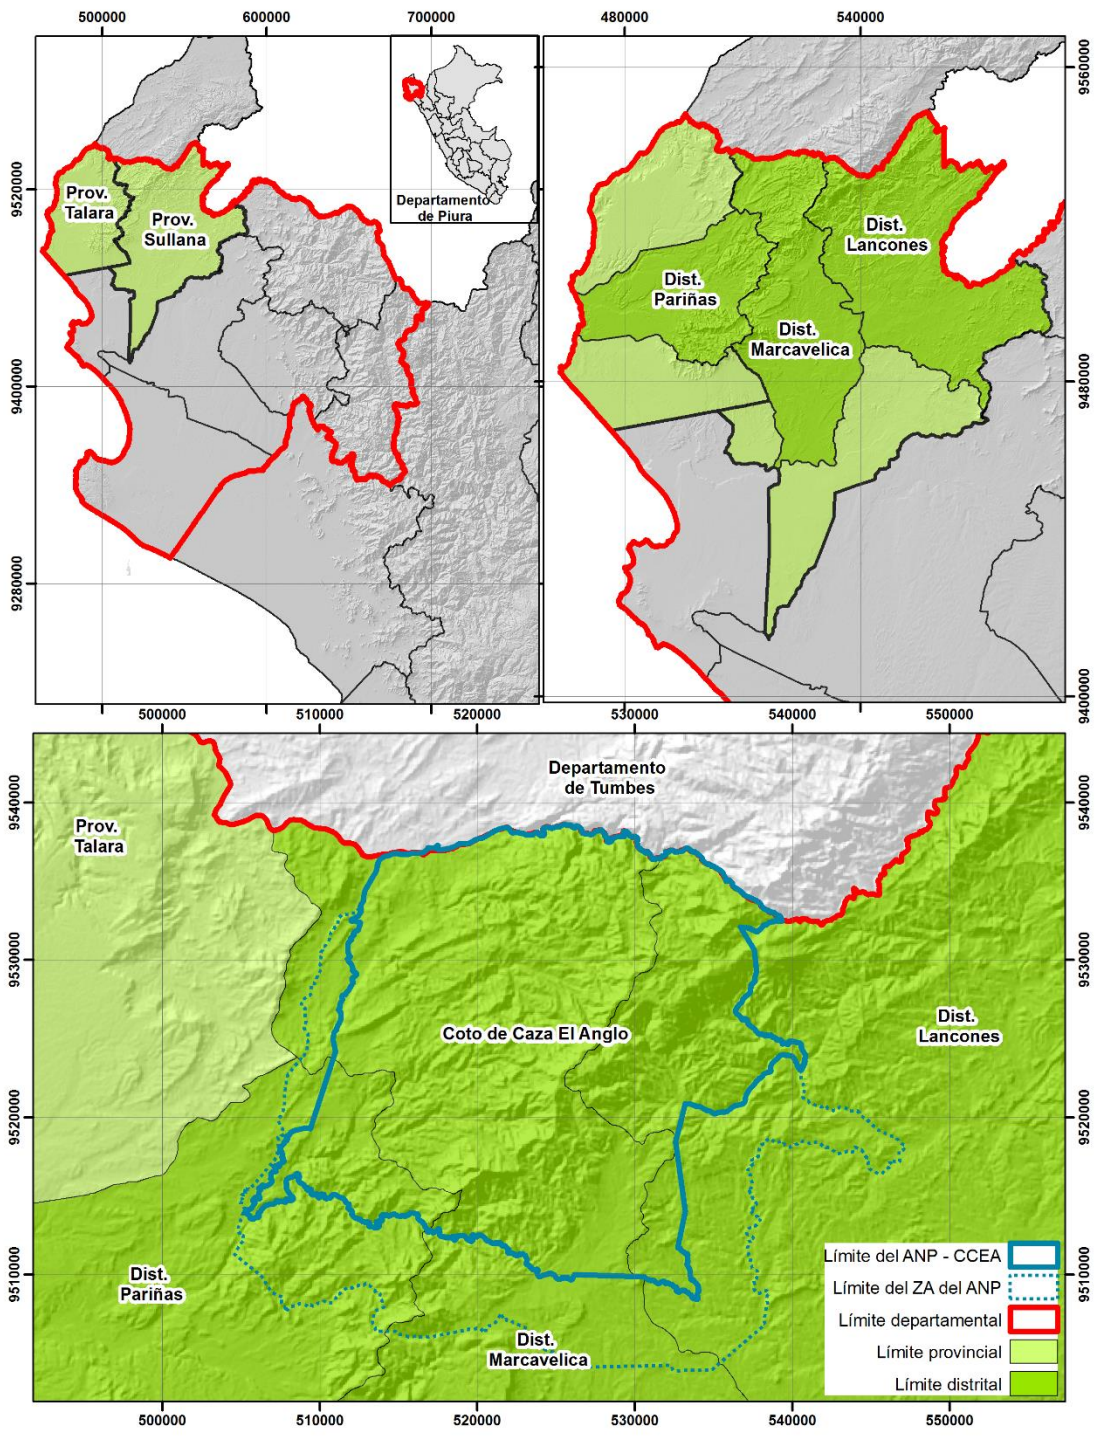 500000
600000
700000
480000
540000
9520000
9400000
9280000
Prov.
Talara
Prov.
Sullana
Departamento
de Piura
9560000
9480000
9400000
Dist.
Lancones
Dist.
Pariñas
Dist.
Marcavelica
500000
510000
520000
530000
540000
550000
9540000
9530000
9520000
9510000
9540000
9530000
9520000
9510000
Departamento
de Tumbes
Prov.
Talara
Coto de Caza El Anglo
Dist.
Lancones
Dist.
Pariñas
Dist.
Marcavelica
Límite del ANP - CCEA
Límite del ZA del ANP
Límite departamental
Límite provincial
Límite distrital
500000
510000
520000
530000
540000
550000